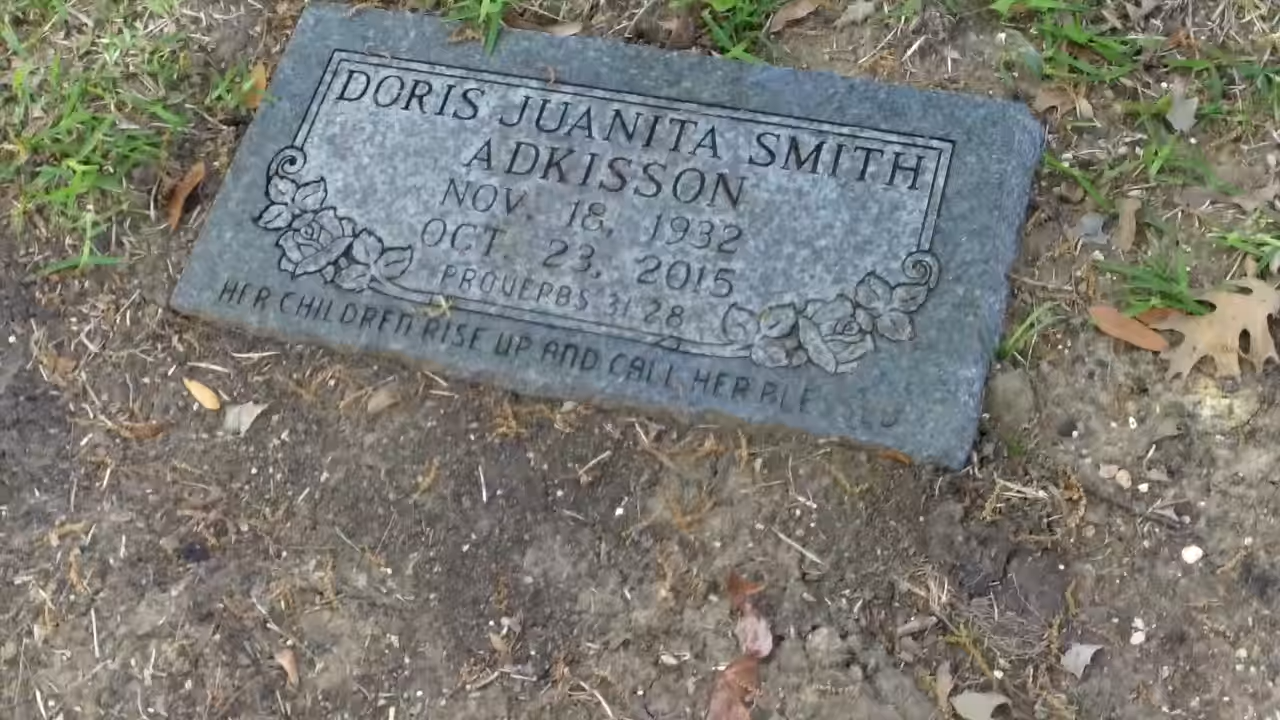 DORIS JUANITA SMITH
ADKISSON
NOV. 18, 1932
OCT. 23, 2015
PROVERBS 31:28
HER CHILDREN RISE UP AND CALL HER